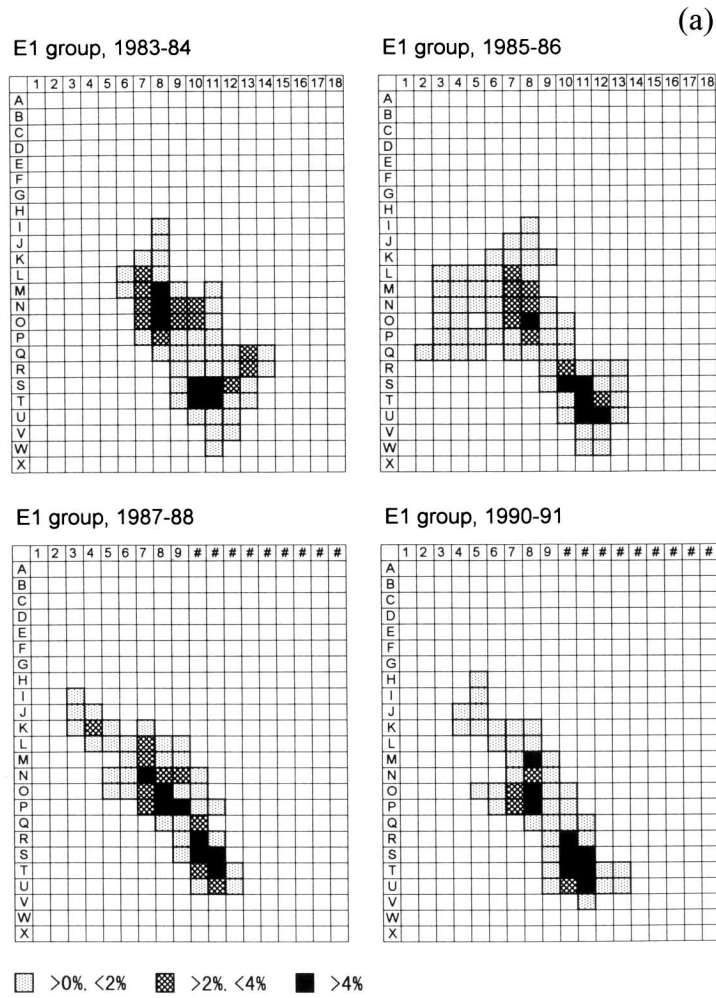 (a)
E1 group, 1983-84
E1 group, 1985-86
1 2 3 4 5 6 7 8 9 10 11 12 13 14 15 16 17 18
1 2 3 4 5 6 7 8 9 10 11 12 13 14 15 16 17 18
A
B
C
D
E
F
G
H
I
J
K
L
M
N
O
P
Q
R
S
T
U
V
W
X
A
B
C
D
E
F
G
H
I
J
K
L
M
N
O
P
Q
R
S
T
U
V
W
X
E1 group, 1987-88
E1 group, 1990-91
1 2 3 4 5 6 7 8 9 # # # # # # # # #
1 2 3 4 5 6 7 8 9 # # # # # # # # #
A
B
C
D
E
F
G
H
I
J
K
L
M
N
O
P
Q
R
S
T
U
V
W
X
A
B
C
D
E
F
G
H
I
J
K
L
M
N
O
P
Q
R
S
T
U
V
W
X
>0%. <2% >2%. <4% >4%